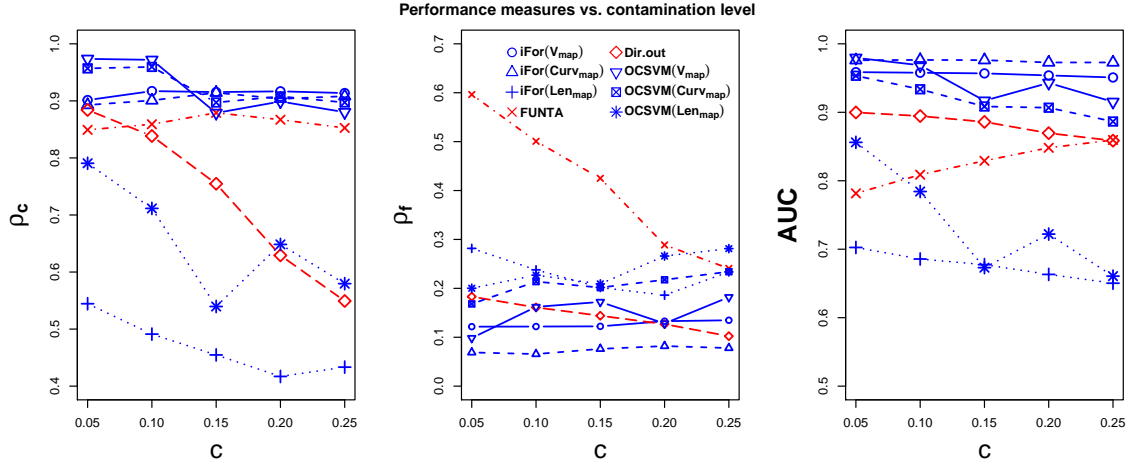 Performance measures vs. contamination level
ρc
1.0
0.9
0.8
0.7
0.6
0.5
0.4
0.05 0.10 0.15 0.20 0.25
C
ρf
0.7
0.6
0.5
0.4
0.3
0.2
0.1
0.0
iFor(Vmap)
iFor(Curvmap)
iFor(Lenmap)
FUNTA
Dir.out
OCSVM(Vmap)
OCSVM(Curvmap)
OCSVM(Lenmap)
0.05 0.10 0.15 0.20 0.25
C
AUC
1.0
0.9
0.8
0.7
0.6
0.5
0.05 0.10 0.15 0.20 0.25
C